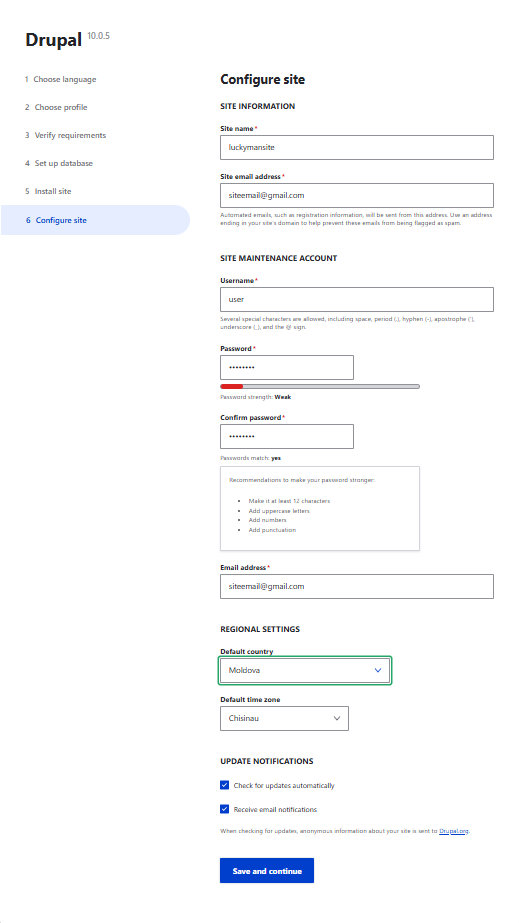 Drupal 10.0.5
1 Choose language
2 Choose profile
3 Verify requirements
4 Set up database
5 Install site
6 Configure site
Configure site
SITE INFORMATION
Site name*
luckymansite
Site email address*
siteemail@gmail.com
Automated emails, such as registration information, will be sent from this address. Use an address
ending in your site's domain to help prevent these emails from being flagged as spam.
SITE MAINTENANCE ACCOUNT
Username*
user
Several special characters are allowed, including space, period (.), hyphen (-), apostrophe ('),
underscore (_), and the @ sign.
Password*
••••••••
Password strength: Weak
Confirm password*
••••••••
Passwords match: yes
Recommendations to make your password stronger:
• Make it at least 12 characters
• Add uppercase letters
• Add numbers
• Add punctuation
Email address*
siteemail@gmail.com
REGIONAL SETTINGS
Default country
Moldova
Default time zone
Chisinau
UPDATE NOTIFICATIONS
Check for updates automatically
Receive email notifications
When checking for updates, anonymous information about your site is sent to Drupal.org.
Save and continue